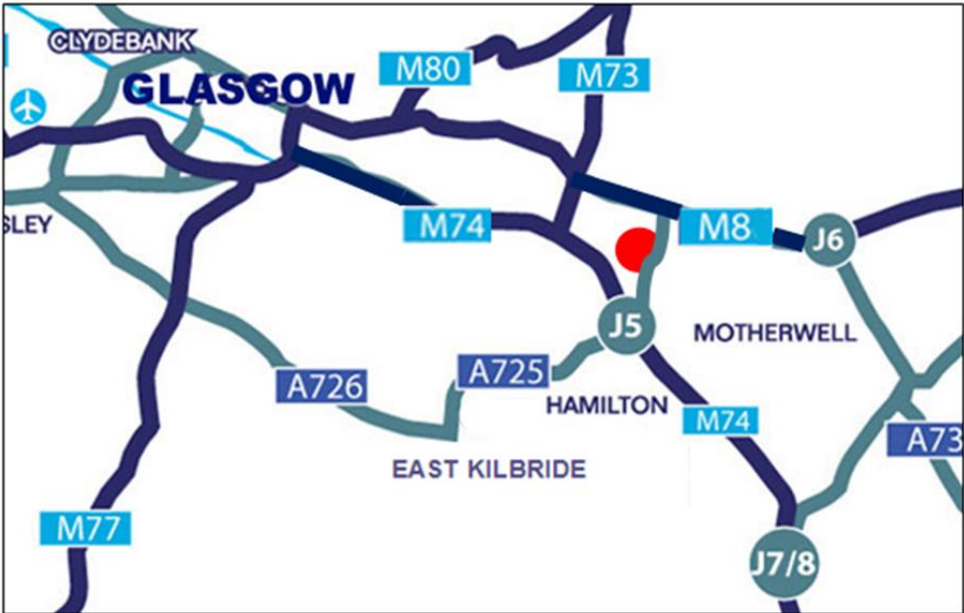 CLYDEBANK
GLASGOW
M80
M73
SLEY
M74
M8
J6
J5
MOTHERWELL
A726
A725
HAMILTON
M74
A73
EAST KILBRIDE
M77
J7/8